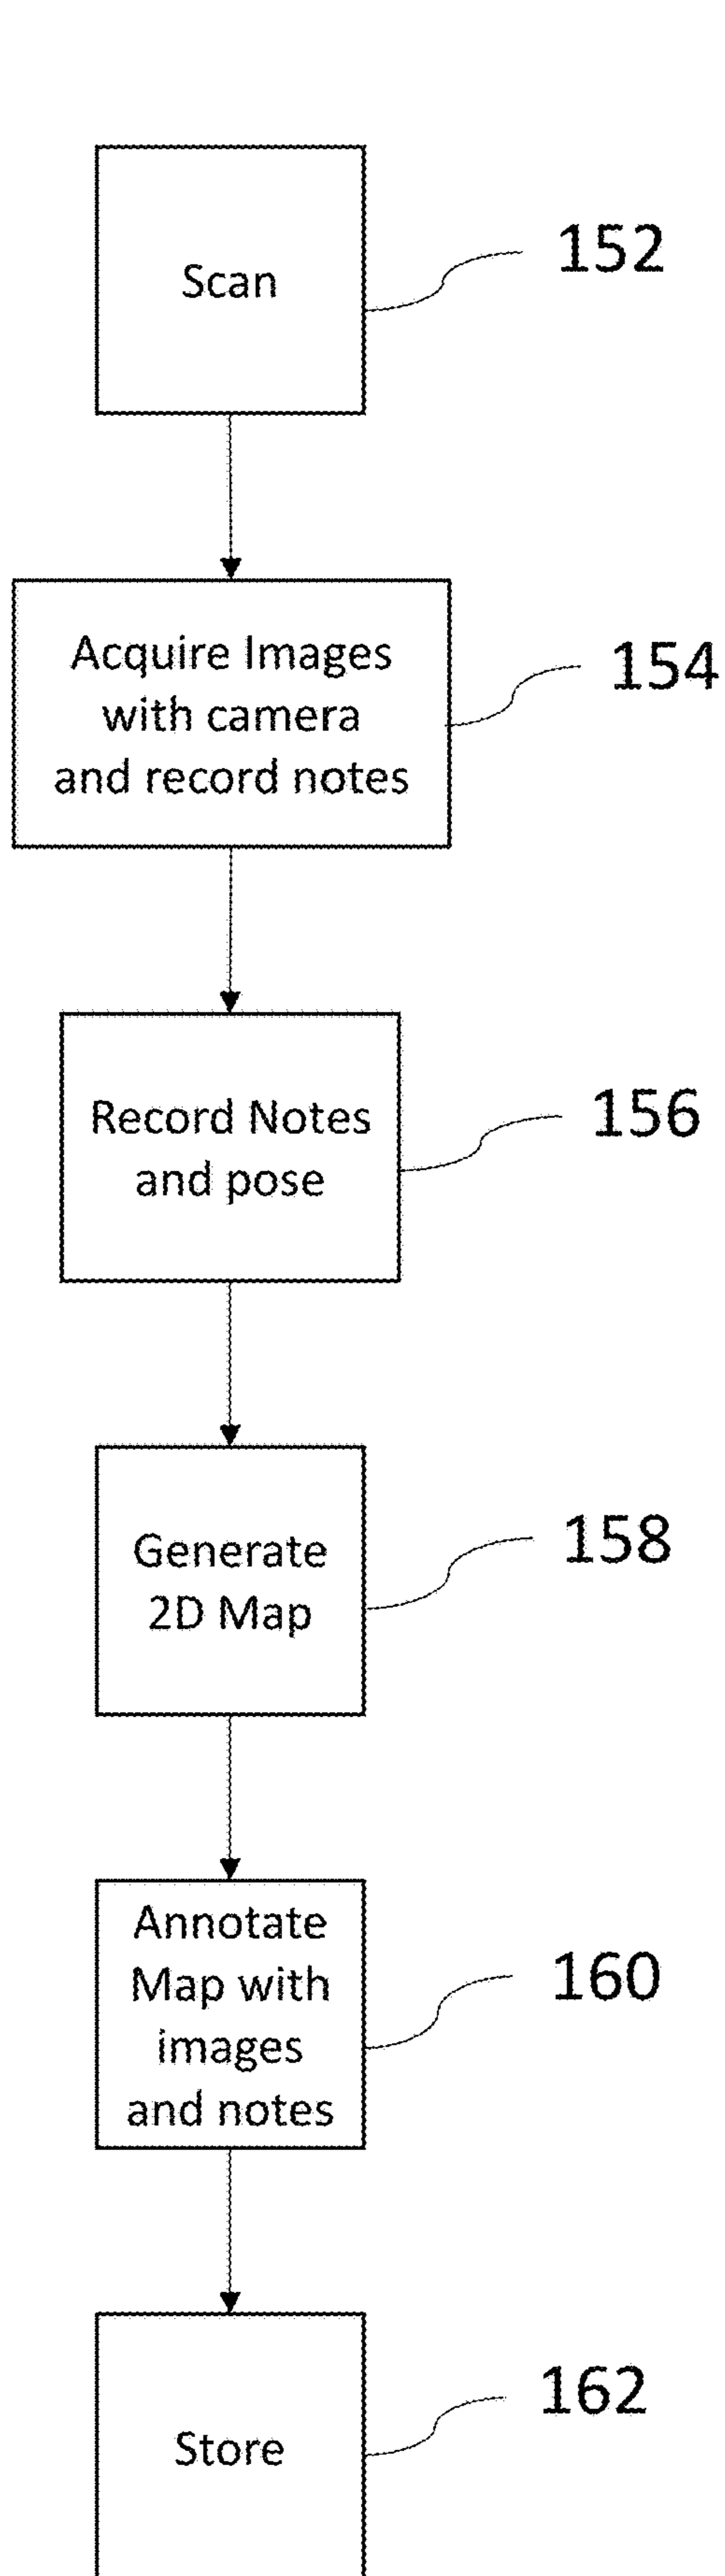 Scan
152
Acquire Images
with camera
and record notes
154
Record Notes
and pose
156
Generate
2D Map
158
Annotate
Map with
images
and notes
160
Store
162